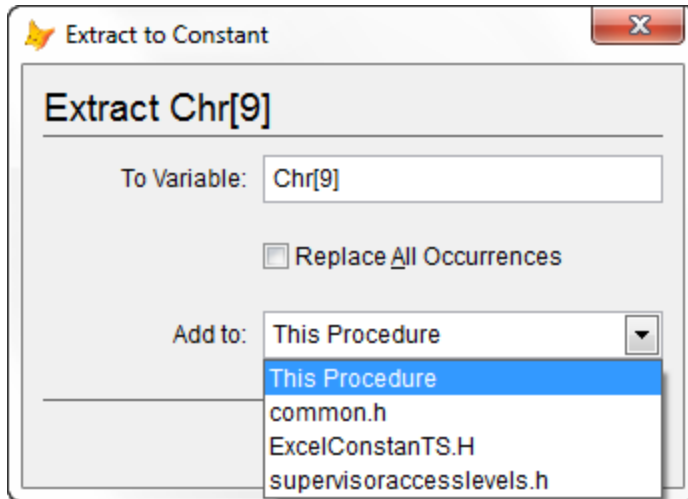 Extract to Constant
Extract Chr[9]
To Variable: Chr[9]
Replace All Occurrences
Add to: This Procedure
This Procedure
common.h
ExcelConstanTS.H
supervisoraccesslevels.h